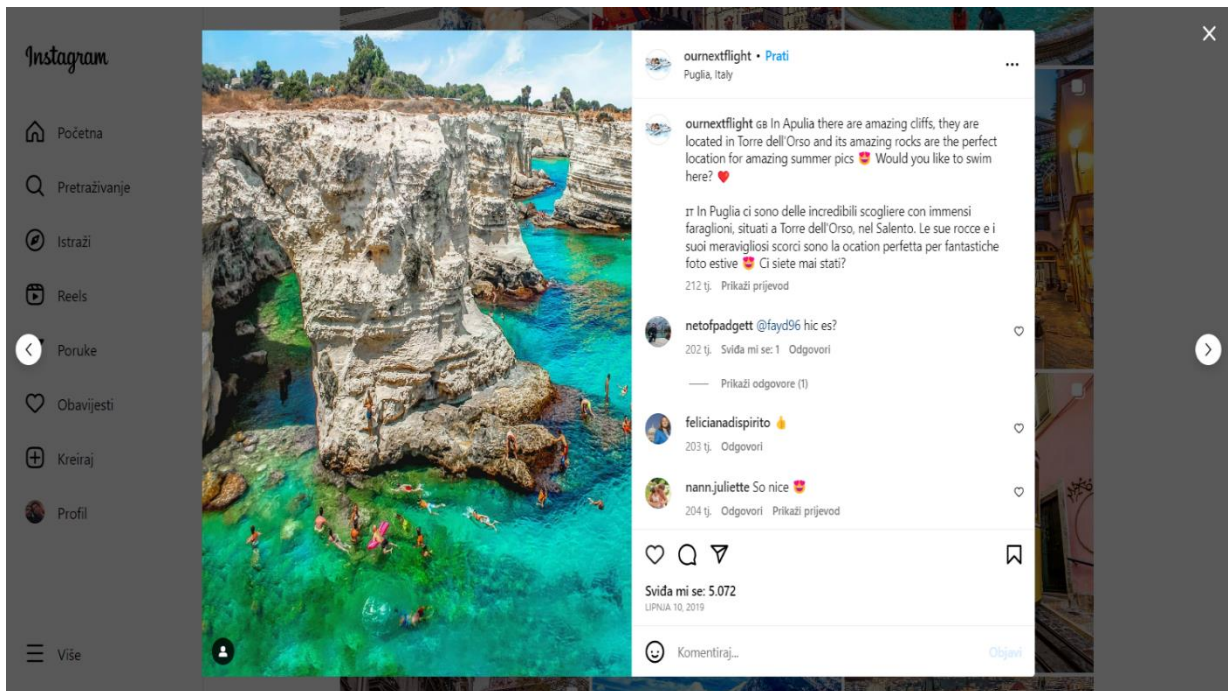 Instagram
Početna
Pretraživanje
Istraži
Reels
Poruke
Obavijesti
Kreiraj
Profil
Više
ournextflight • Prati
Puglia, Italy
ournextflight GB In Apulia there are amazing cliffs, they are
located in Torre dell'Orso and its amazing rocks are the perfect
location for amazing summer pics 😍 Would you like to swim
here? ❤️
IT In Puglia ci sono delle incredibili scogliere con immensi
faraglioni, situati a Torre dell'Orso, nel Salento. Le sue rocce e i
suoi meravigliosi scorci sono la ocation perfetta per fantastiche
foto estive 😍 Ci siete mai stati?
212 tj. Prikaži prijevod
netofpadgett @fayd96 hic es?
202 tj. Sviđa mi se: 1 Odgovori
Prikaži odgovore (1)
felicianadispirito 👍
203 tj. Odgovori
nann.juliette So nice 😍
204 tj. Odgovori Prikaži prijevod
Sviđa mi se: 5.072
LIPNJA 10, 2019
Komentiraj...
Objavi